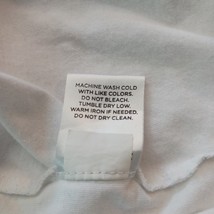 MACHINE WASH COLD
WITH LIKE COLORS.
DO NOT BLEACH.
TUMBLE DRY LOW.
WARM IRON IF NEEDED.
DO NOT DRY CLEAN.